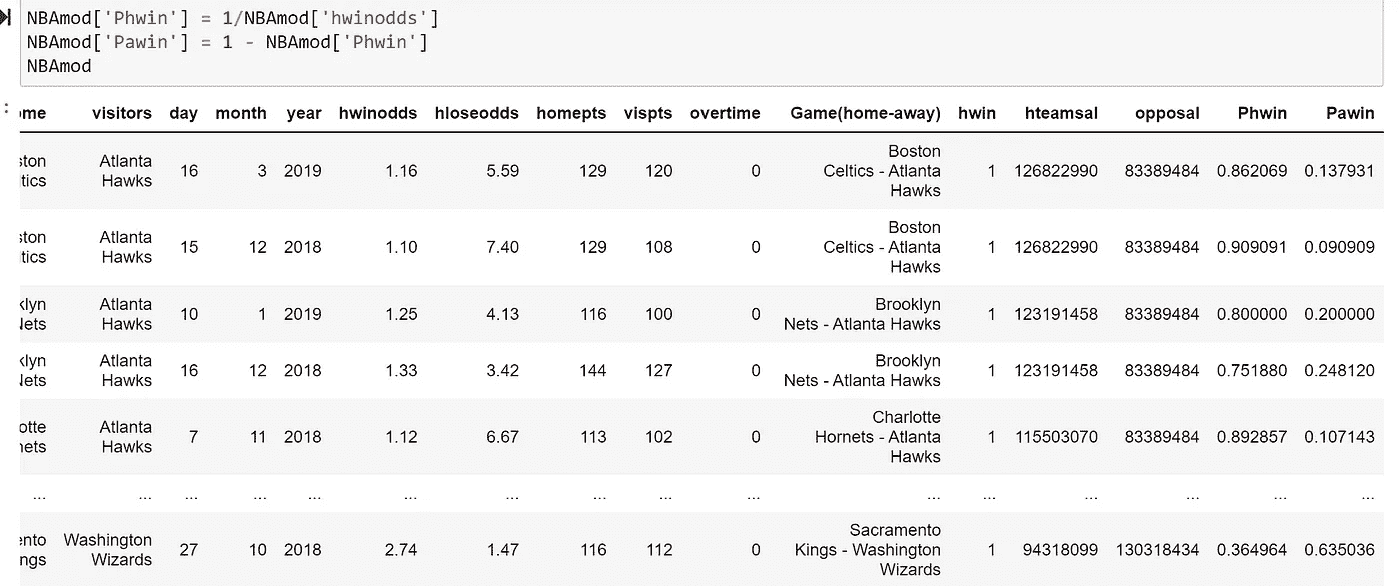 NBAmod['Phwin'] = 1/NBAmod['hwinodds']
NBAmod['Pawin'] = 1 - NBAmod['Phwin']
NBAmod
:
ome visitors day month year hwinodds hloseodds homepts vispts overtime Game(home-away) hwin hteamsal opposal Phwin Pawin
Boston
ston Atlanta 16 3 2019 1.16 5.59 129 120 0 Celtics - Atlanta 1 126822990 83389484 0.862069 0.137931
tics Hawks Hawks
Boston
ston Atlanta 15 12 2018 1.10 7.40 129 108 0 Celtics - Atlanta 1 126822990 83389484 0.909091 0.090909
tics Hawks Hawks
klyn Atlanta 10 1 2019 1.25 4.13 116 100 0 Brooklyn 1 123191458 83389484 0.800000 0.200000
Nets Hawks Nets - Atlanta Hawks
klyn Atlanta 16 12 2018 1.33 3.42 144 127 0 Brooklyn 1 123191458 83389484 0.751880 0.248120
Nets Hawks Nets - Atlanta Hawks
Charlotte
otte Atlanta 7 11 2018 1.12 6.67 113 102 0 Hornets - Atlanta 1 115503070 83389484 0.892857 0.107143
nets Hawks Hawks
... ... ... ... ... ... ... ... ... ... ... ... ... ... ... ...
Sacramento
ento Washington 27 10 2018 2.74 1.47 116 112 0 Kings - Washington 1 94318099 130318434 0.364964 0.635036
ngs Wizards Wizards